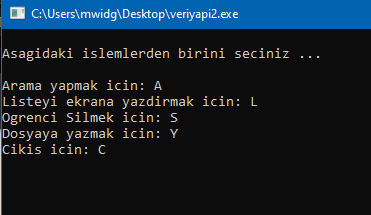 C:\Users\mwidg\Desktop\veriyapi2.exe
Asagidaki islemlerden birini seciniz ...
Arama yapmak icin: A
Listeyi ekrana yazdirmak icin: L
Ogrenci Silmek icin: S
Dosyaya yazmak icin: Y
Cikis icin: C